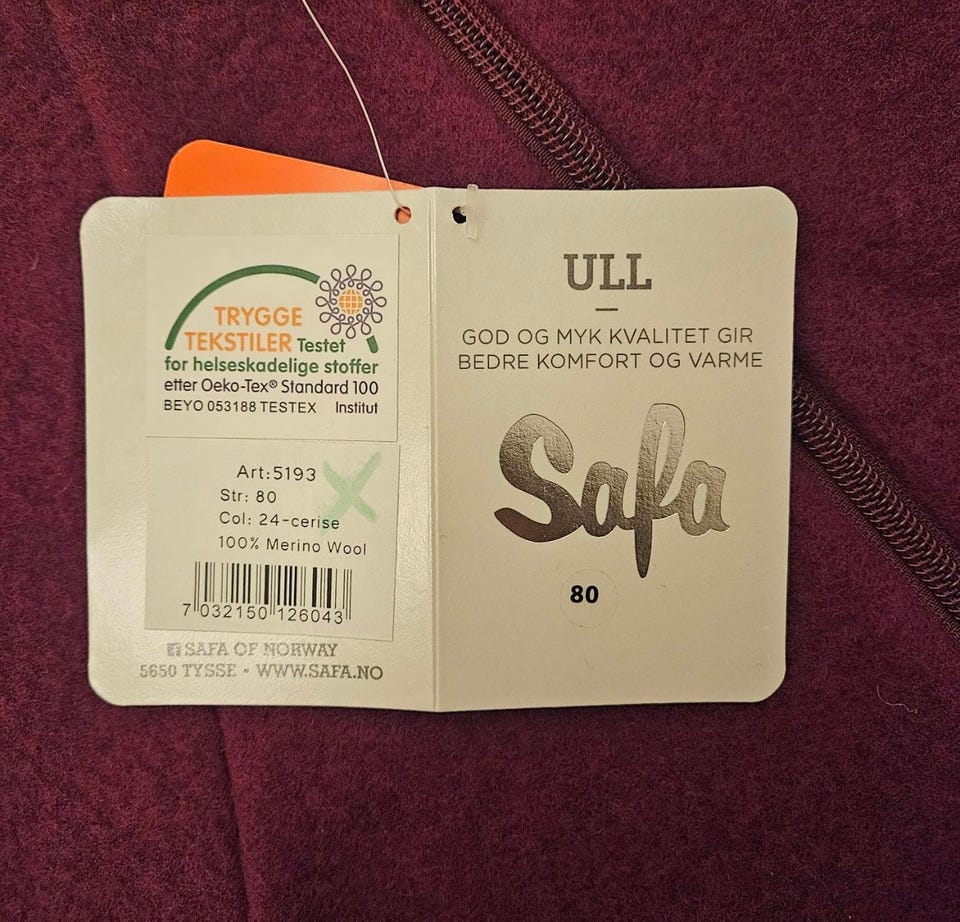 TRYGGE
TEKSTILER Testet
for helseskadelige stoffer
etter Oeko-Tex® Standard 100
BEYO 053188 TESTEX Institut
Art:5193
Str: 80
Col: 24-cerise
100% Merino Wool
7 032150 126043
SAFA OF NORWAY
5650 TYSSE • WWW.SAFA.NO
ULL
GOD OG MYK KVALITET GIR
BEDRE KOMFORT OG VARME
Safa
80